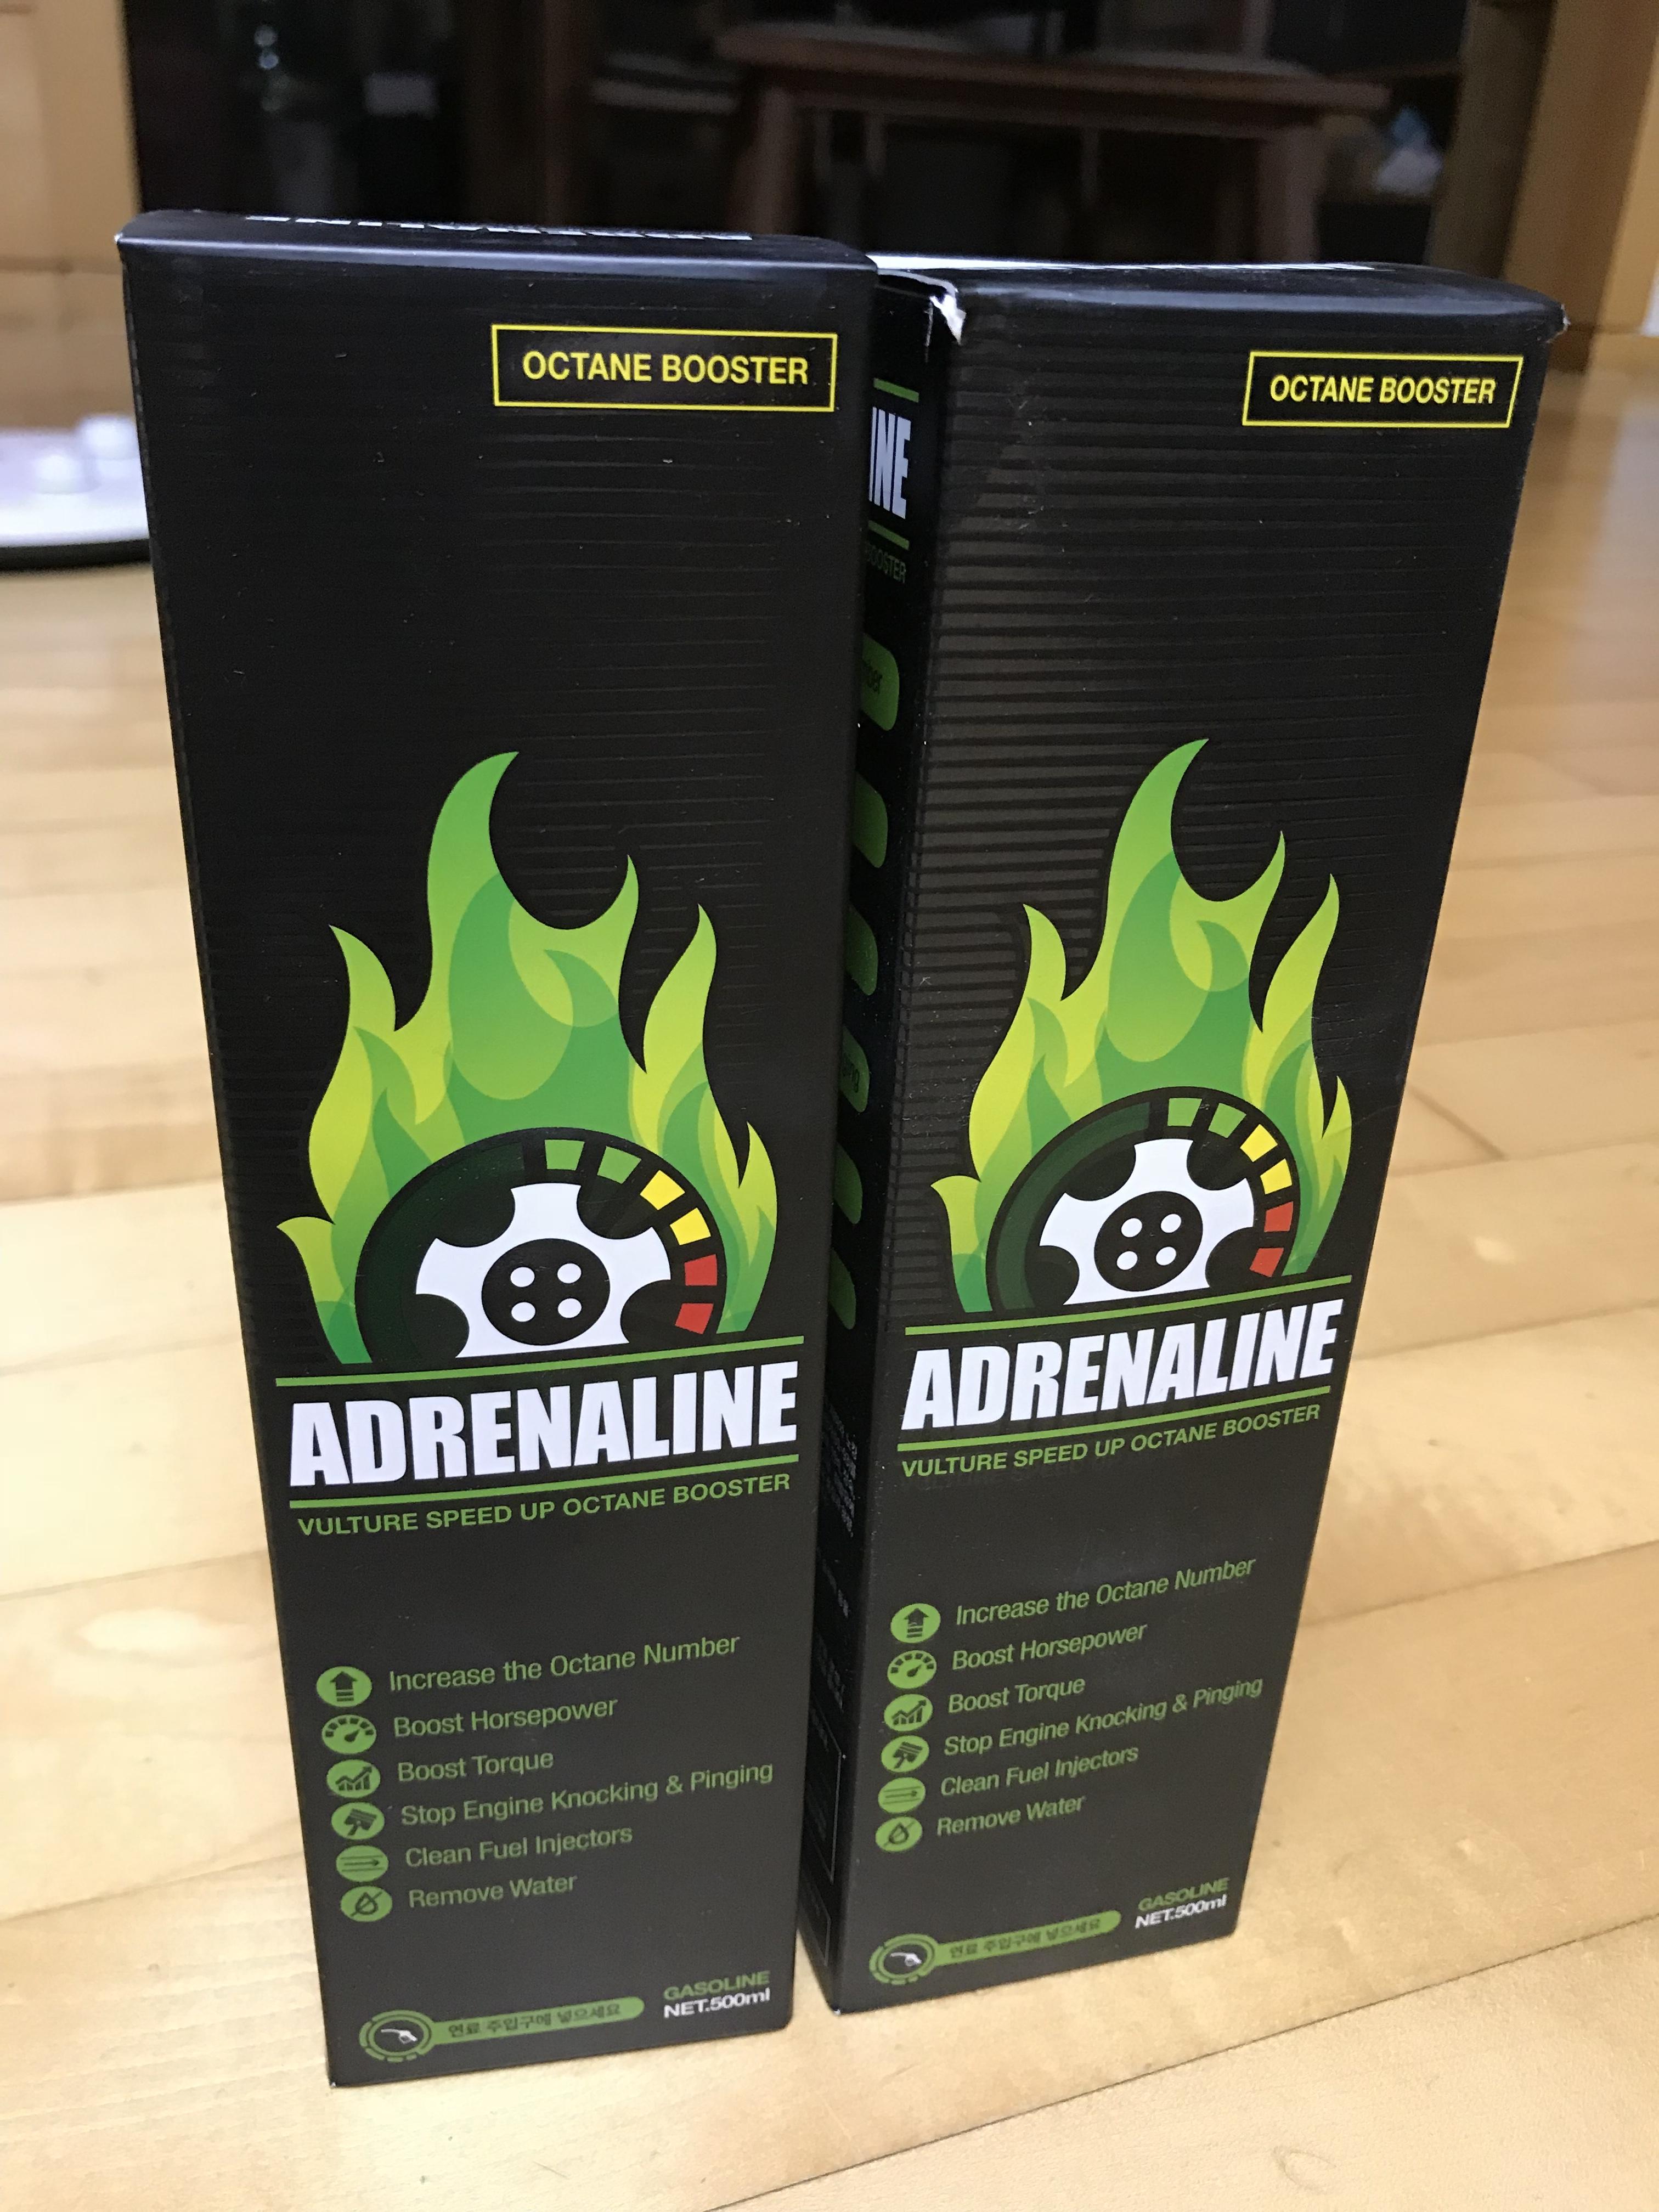 OCTANE BOOSTER
ADRENALINE
VULTURE SPEED UP OCTANE BOOSTER
Increase the Octane Number
Boost Horsepower
Boost Torque
Stop Engine Knocking & Pinging
Clean Fuel Injectors
Remove Water
연료 주입구에 넣으세요
GASOLINE
NET.500ml
INE
OCTANE BOOSTER
ADRENALINE
VULTURE SPEED UP OCTANE BOOSTER
Increase the Octane Number
Boost Horsepower
Boost Torque
Stop Engine Knocking & Pinging
Clean Fuel Injectors
Remove Water
연료 주입구에 넣으세요
GASOLINE
NET.500ml